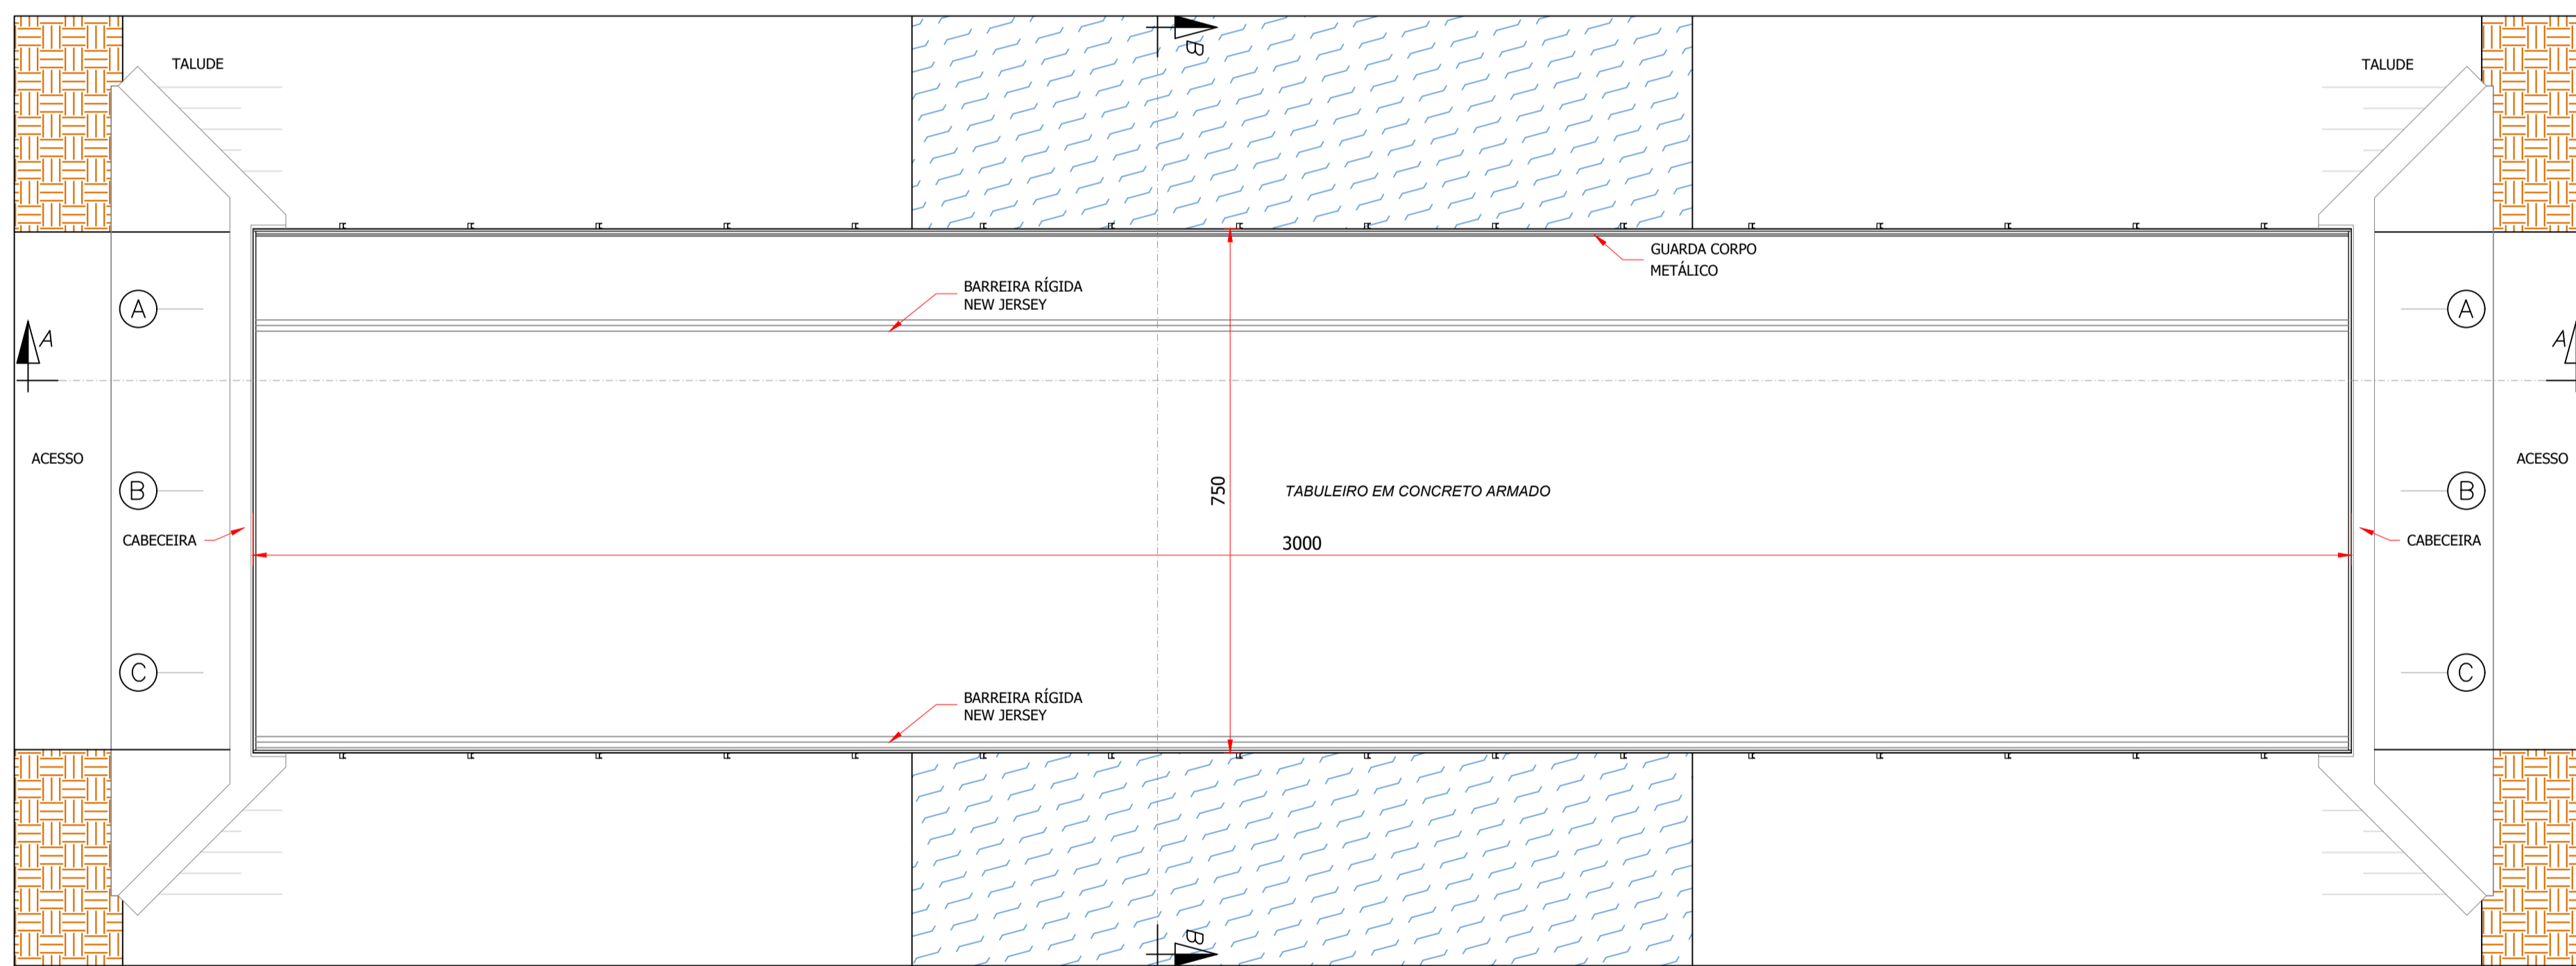 B
TALUDE
TALUDE
GUARDA CORPO
METÁLICO
BARREIRA RÍGIDA
NEW JERSEY
A
A
A
A
ACESSO
ACESSO
B
750
TABULEIRO EM CONCRETO ARMADO
B
CABECEIRA
3000
CABECEIRA
C
C
BARREIRA RÍGIDA
NEW JERSEY
B